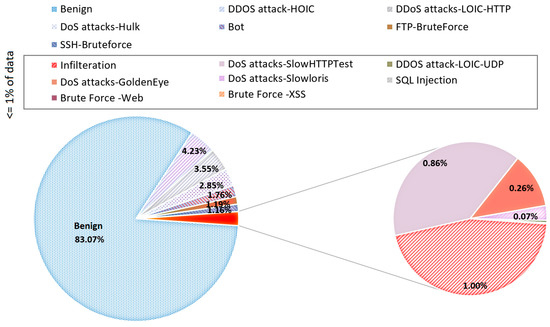 Benign
DDOS attack-HOIC
DDoS attacks-LOIC-HTTP
DoS attacks-Hulk
Bot
FTP-BruteForce
SSH-Bruteforce
<= 1% of data
Infilteration
DoS attacks-SlowHTTPTest
DDOS attack-LOIC-UDP
DoS attacks-GoldenEye
DoS attacks-Slowloris
SQL Injection
Brute Force -Web
Brute Force -XSS
4.23%
3.55%
2.85%
1.76%
1.19%
1.16%
Benign
83.07%
0.86%
0.26%
0.07%
1.00%